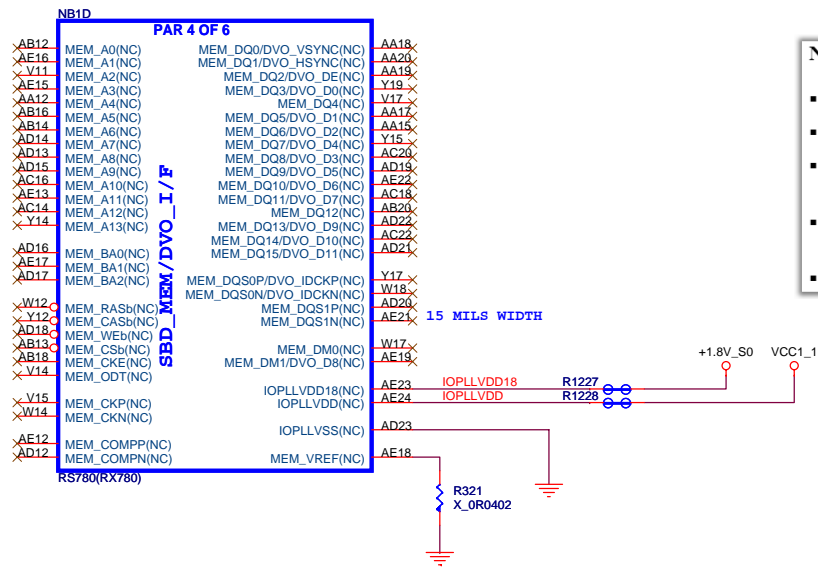 NB1D
PAR 4 OF 6
SBD_MEM/DVO_I/F
AB12 MEM_A0(NC)
AE16 MEM_A1(NC)
V11 MEM_A2(NC)
AE15 MEM_A3(NC)
AA12 MEM_A4(NC)
AB16 MEM_A5(NC)
AB14 MEM_A6(NC)
AD14 MEM_A7(NC)
AD13 MEM_A8(NC)
AD15 MEM_A9(NC)
AC16 MEM_A10(NC)
AE13 MEM_A11(NC)
AC14 MEM_A12(NC)
Y14 MEM_A13(NC)
AD16 MEM_BA0(NC)
AE17 MEM_BA1(NC)
AD17 MEM_BA2(NC)
W12 MEM_RASb(NC)
Y12 MEM_CASb(NC)
AD18 MEM_WEb(NC)
AB13 MEM_CSb(NC)
AB18 MEM_CKE(NC)
V14 MEM_ODT(NC)
V15 MEM_CKP(NC)
W14 MEM_CKN(NC)
AE12 MEM_COMPP(NC)
AD12 MEM_COMPN(NC)
MEM_DQ0/DVO_VSYNC(NC) AA18
MEM_DQ1/DVO_HSYNC(NC) AA20
MEM_DQ2/DVO_DE(NC) AA19
MEM_DQ3/DVO_D0(NC) Y19
MEM_DQ4(NC) V17
MEM_DQ5/DVO_D1(NC) AA17
MEM_DQ6/DVO_D2(NC) AA15
MEM_DQ7/DVO_D4(NC) Y15
MEM_DQ8/DVO_D3(NC) AC20
MEM_DQ9/DVO_D5(NC) AD19
MEM_DQ10/DVO_D6(NC) AE22
MEM_DQ11/DVO_D7(NC) AC18
MEM_DQ12(NC) AB20
MEM_DQ13/DVO_D9(NC) AD22
MEM_DQ14/DVO_D10(NC) AC22
MEM_DQ15/DVO_D11(NC) AD21
MEM_DQS0P/DVO_IDCKP(NC) Y17
MEM_DQS0N/DVO_IDCKN(NC) W18
MEM_DQS1P(NC) AD20
MEM_DQS1N(NC) AE21
15 MILS WIDTH
MEM_DM0(NC) W17
MEM_DM1/DVO_D8(NC) AE19
IOPLLVDD18(NC) AE23 IOPLLVDD18 R1227 +1.8V_S0
IOPLLVDD(NC) AE24 IOPLLVDD R1228 VCC1_1
IOPLLVSS(NC) AD23
MEM_VREF(NC) AE18
RS780(RX780)
R321
X_0R0402